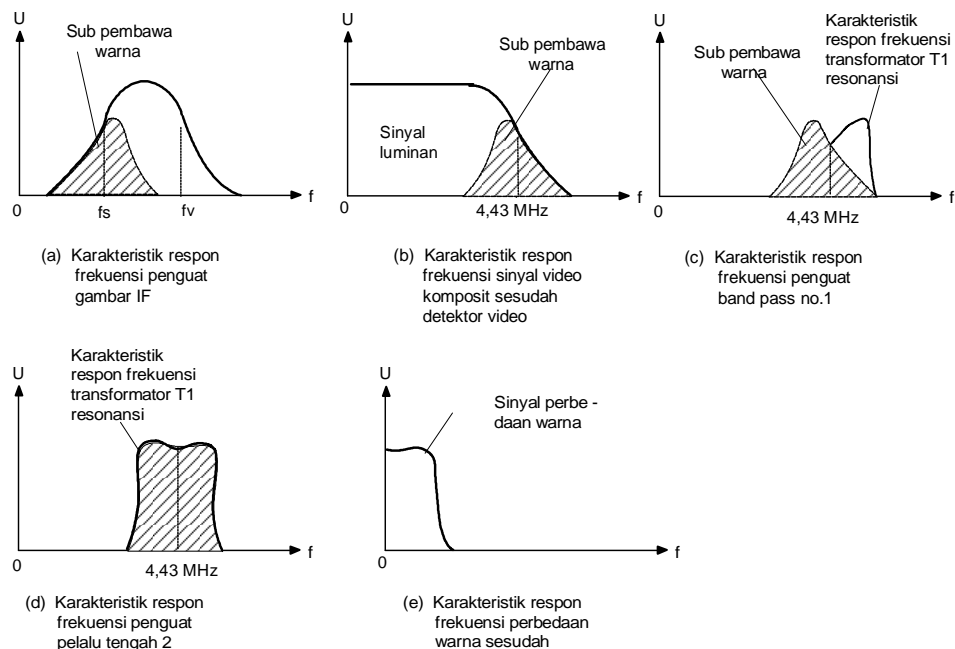 U
Sub pembawa
warna
0
fs
fv
f
(a) Karakteristik respon
frekuensi penguat
gambar IF
U
Sub pembawa
warna
Sinyal
luminan
0
4,43 MHz
f
(b) Karakteristik respon
frekuensi sinyal video
komposit sesudah
detektor video
U
Karakteristik
respon frekuensi
transformator T1
resonansi
Sub pembawa
warna
0
4,43 MHz
f
(c) Karakteristik respon
frekuensi penguat
band pass no.1
Karakteristik
respon frekuensi
transformator T1
resonansi
U
0
4,43 MHz
f
(d) Karakteristik respon
frekuensi penguat
pelalu tengah 2
U
Sinyal perbe -
daan warna
0
f
(e) Karakteristik respon
frekuensi perbedaan
warna sesudah